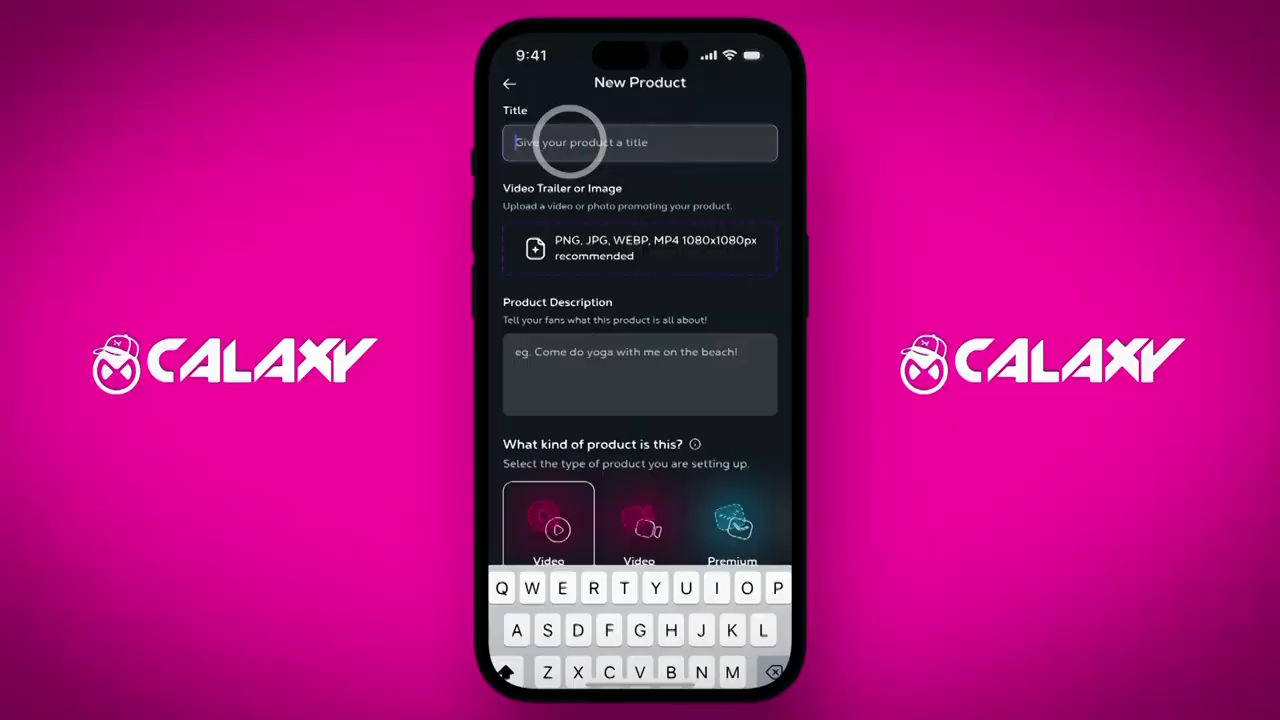 9:41
New Product
Title
Give your product a title
Video Trailer or Image
Upload a video or photo promoting your product.
PNG, JPG, WEBP, MP4 1080x1080px
recommended
Product Description
Tell your fans what this product is all about!
eg. Come do yoga with me on the beach!
CALAXY
CALAXY
What kind of product is this?
Select the type of product you are setting up.
Video
Video
Premium
Q W E R T Y U I O P
A S D F G H J K L
Z X C V B N M